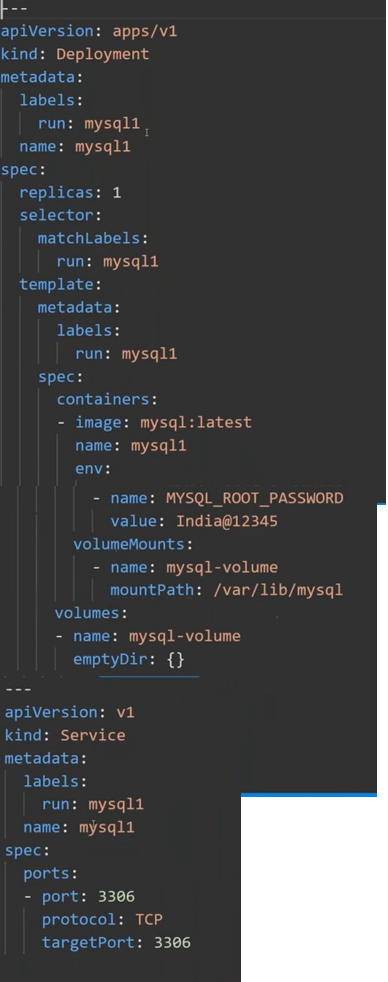 ---
apiVersion: apps/v1
kind: Deployment
metadata:
  labels:
    run: mysql1
  name: mysql1
spec:
  replicas: 1
  selector:
    matchLabels:
      run: mysql1
  template:
    metadata:
      labels:
        run: mysql1
    spec:
      containers:
      - image: mysql:latest
        name: mysql1
        env:
          - name: MYSQL_ROOT_PASSWORD
            value: India@12345
        volumeMounts:
          - name: mysql-volume
            mountPath: /var/lib/mysql
      volumes:
      - name: mysql-volume
        emptyDir: {}
---
apiVersion: v1
kind: Service
metadata:
  labels:
    run: mysql1
  name: mysql1
spec:
  ports:
  - port: 3306
    protocol: TCP
    targetPort: 3306